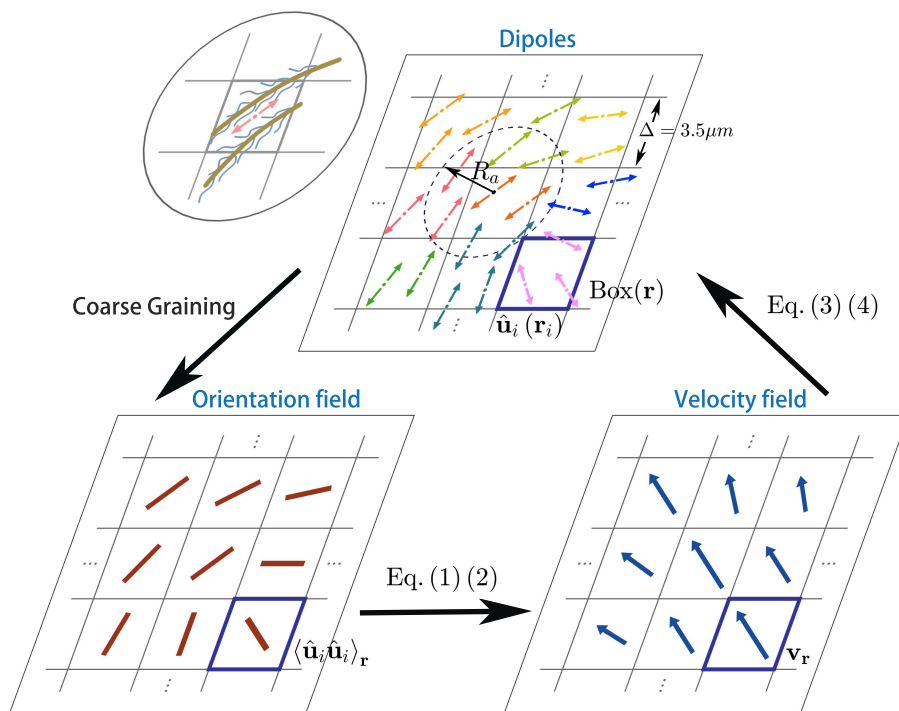 Dipoles
Δ = 3.5μm
R_a
...
...
Box(𝐫)
û_i (𝐫_i)
Coarse Graining
Eq. (3) (4)
Orientation field
Velocity field
...
...
...
...
Eq. (1) (2)
⟨û_i û_i⟩_𝐫
𝐯_𝐫